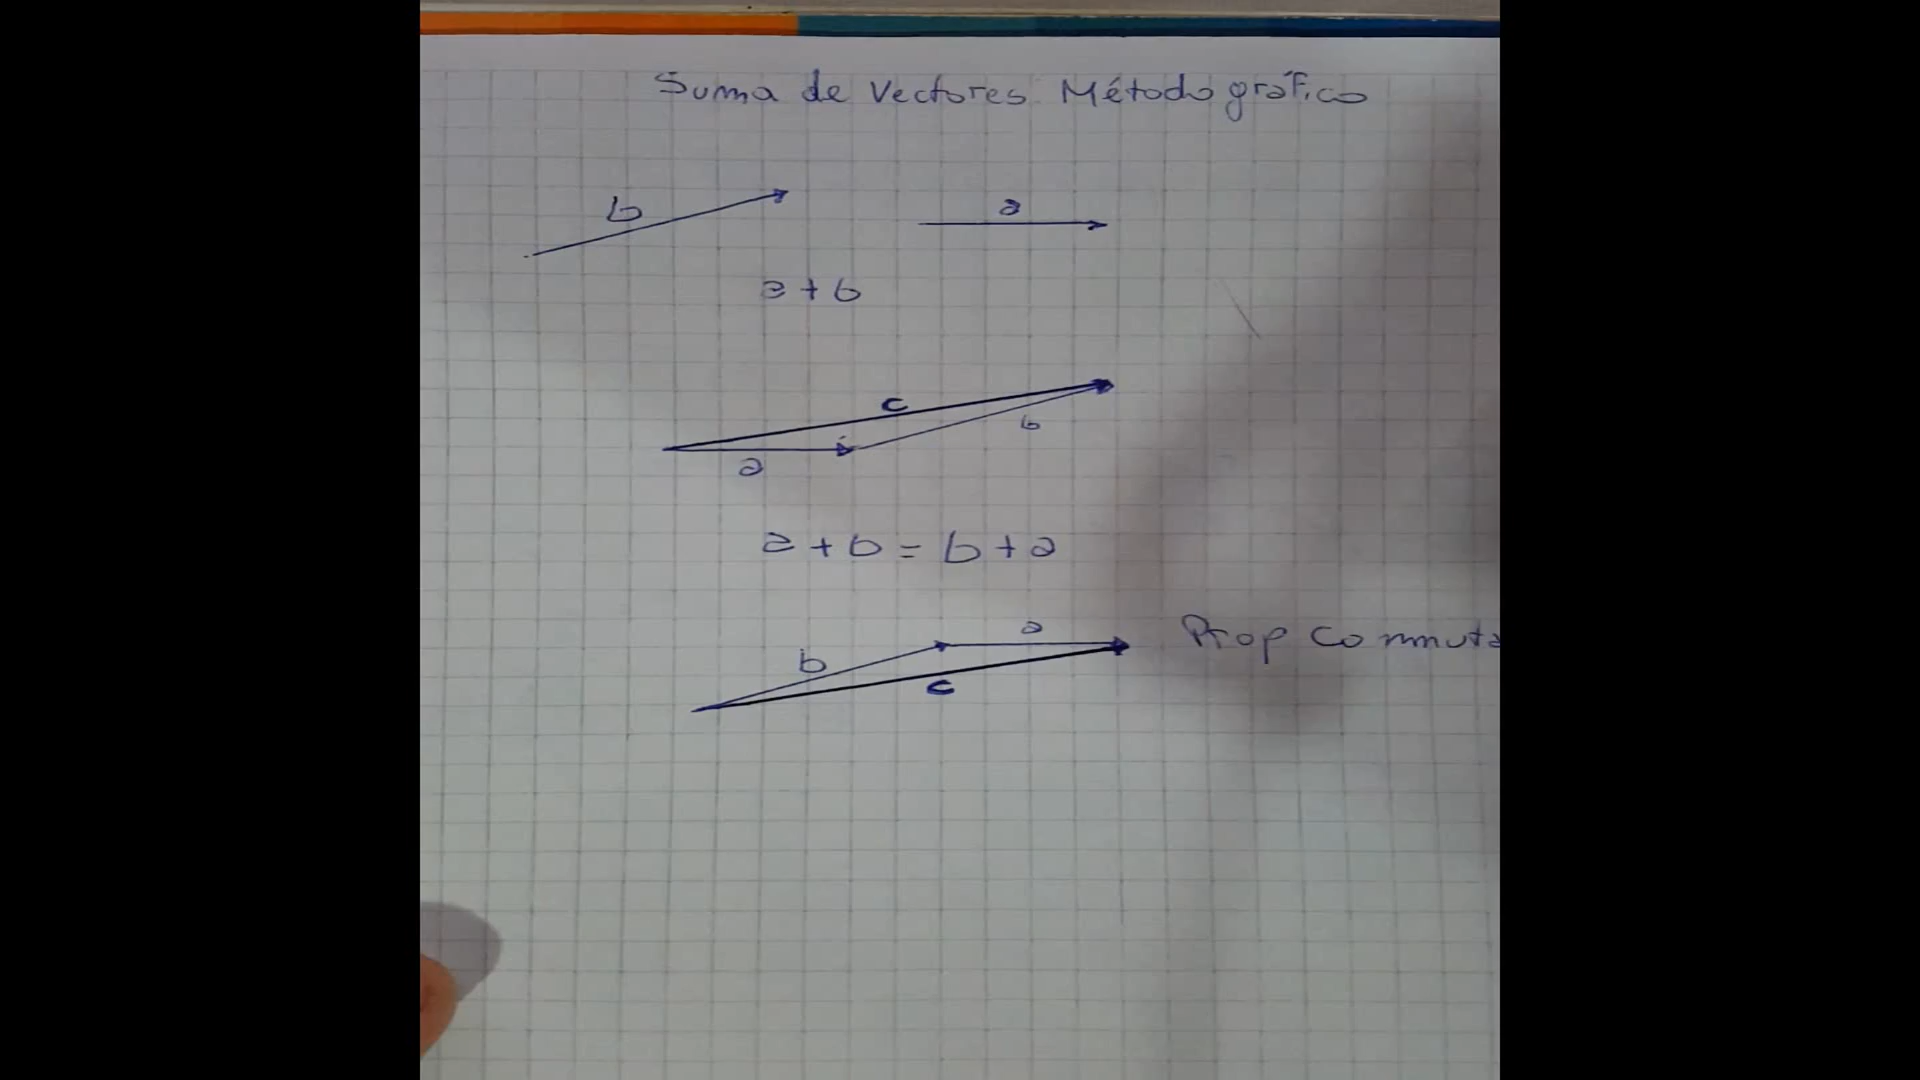 Suma de Vectores Método gráfico
b
a
a + b
c
b
a
a + b = b + a
a
Prop Conmuta
b
c